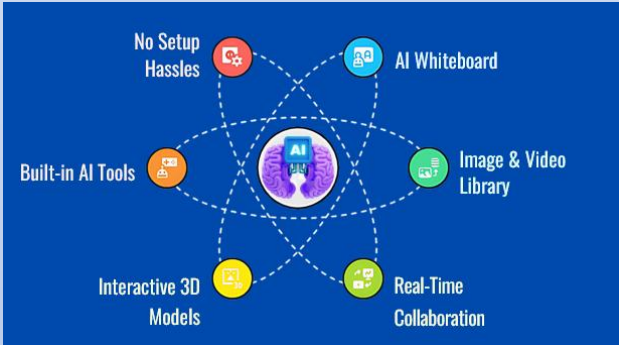 No Setup
Hassles
AI Whiteboard
Built-in AI Tools
AI
Image & Video
Library
Interactive 3D
Models
Real-Time
Collaboration